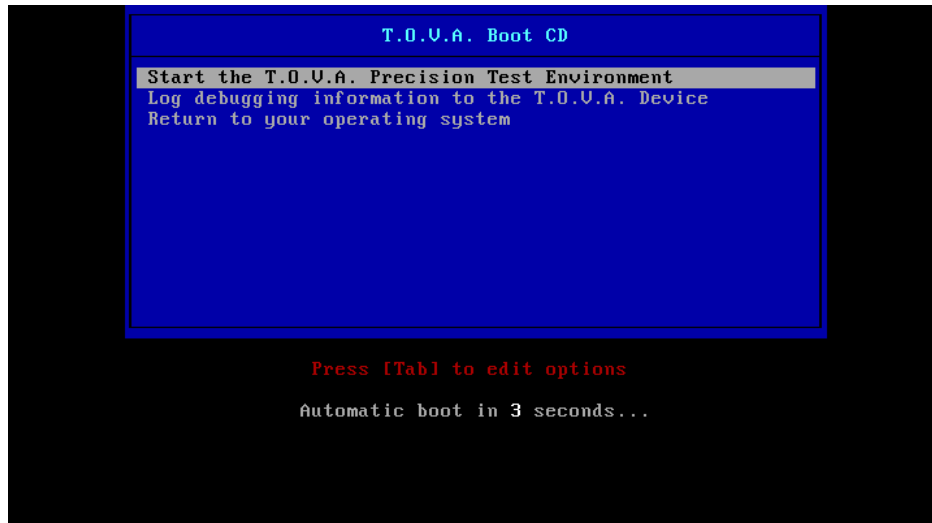 T.O.V.A. Boot CD
Start the T.O.V.A. Precision Test Environment
Log debugging information to the T.O.V.A. Device
Return to your operating system
Press [Tab] to edit options
Automatic boot in 3 seconds...